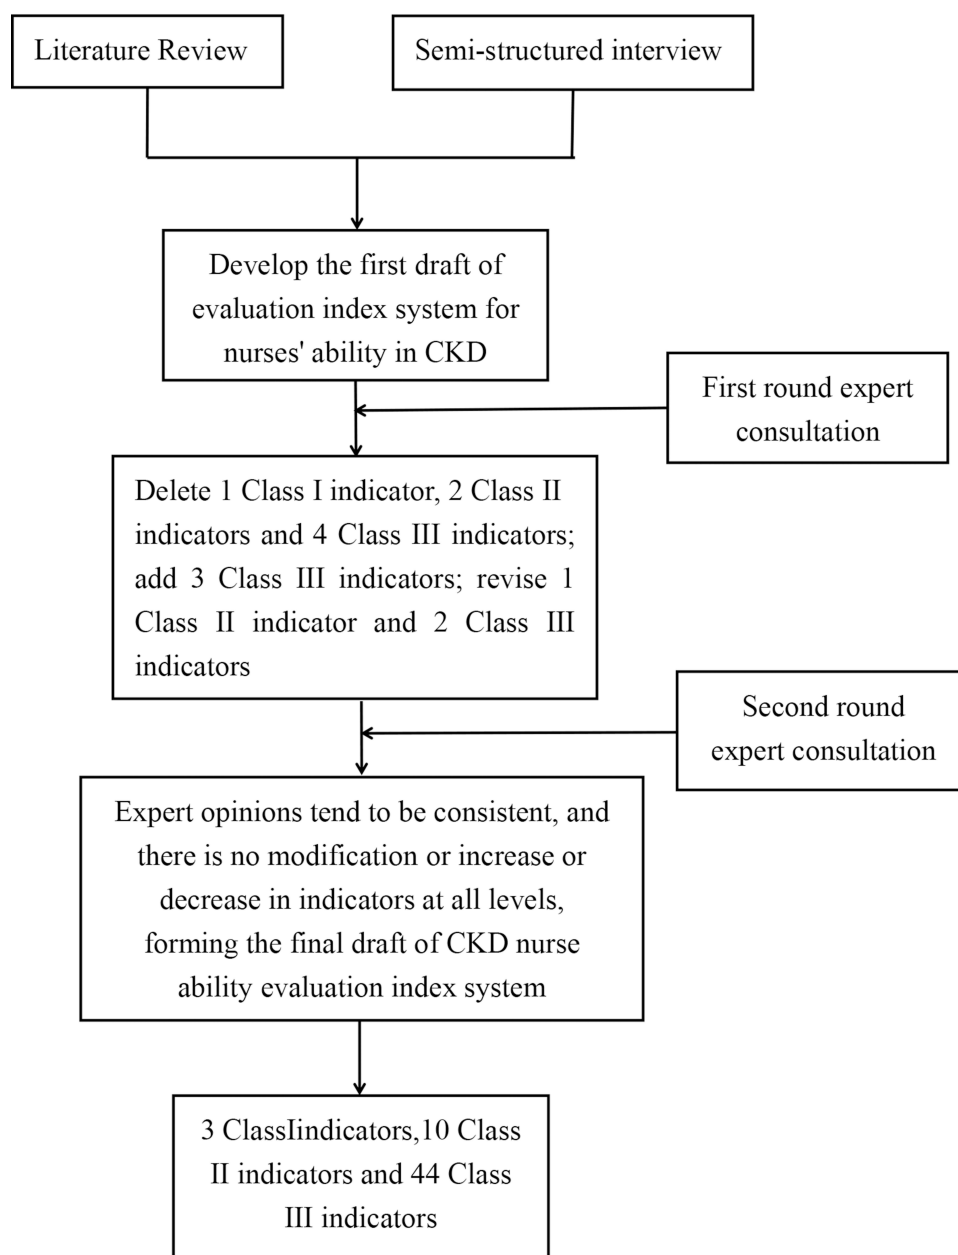 Literature Review
Semi-structured interview
Develop the first draft of
evaluation index system for
nurses' ability in CKD
First round expert
consultation
Delete 1 Class I indicator, 2 Class II
indicators and 4 Class III indicators;
add 3 Class III indicators; revise 1
Class II indicator and 2 Class III
indicators
Second round
expert consultation
Expert opinions tend to be consistent, and
there is no modification or increase or
decrease in indicators at all levels,
forming the final draft of CKD nurse
ability evaluation index system
3 ClassIindicators,10 Class
II indicators and 44 Class
III indicators